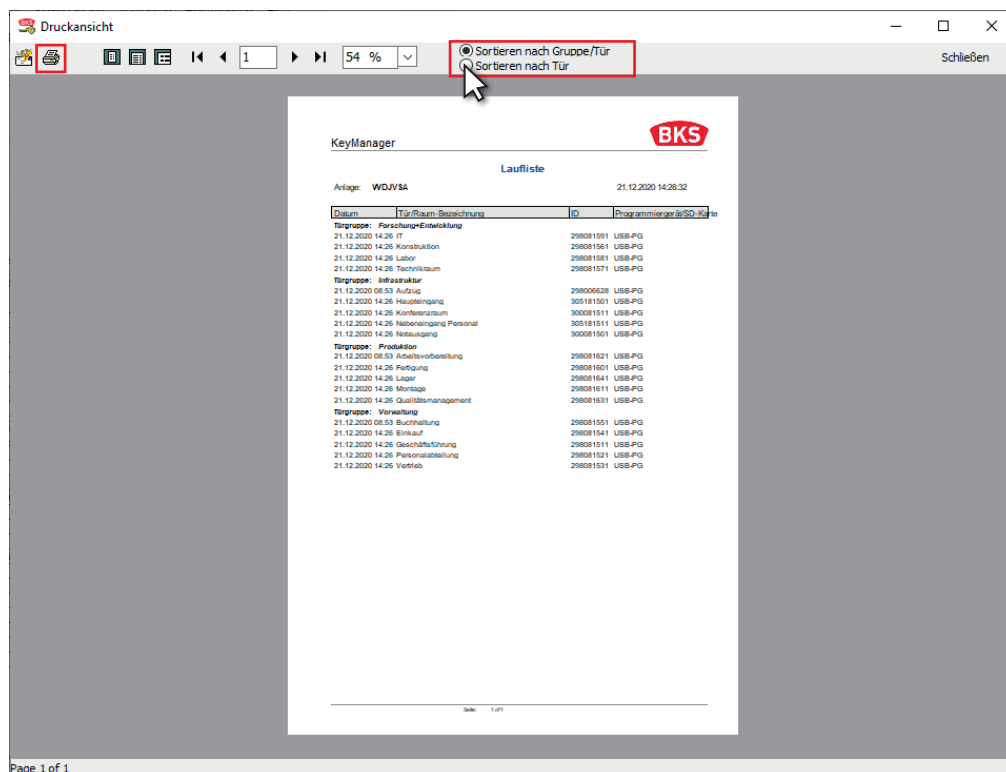 Druckansicht
1
54 %
Sortieren nach Gruppe/Tür
Sortieren nach Tür
Schließen
BKS
KeyManager
Laufliste
Anlage: WDJVSA 21.12.2020 14:28:32
Datum Tür/Raum-Bezeichnung ID Programmiergerät/SD-Karte
Türgruppe: Forschung+Entwicklung
21.12.2020 14:26 IT 298081591 USB-PG
21.12.2020 14:26 Konstruktion 298081561 USB-PG
21.12.2020 14:26 Labor 298081581 USB-PG
21.12.2020 14:26 Technikraum 298081571 USB-PG
Türgruppe: Infrastruktur
21.12.2020 08:53 Aufzug 298006628 USB-PG
21.12.2020 14:26 Haupteingang 305181501 USB-PG
21.12.2020 14:26 Konferenzraum 300081511 USB-PG
21.12.2020 14:26 Nebeneingang Personal 305181511 USB-PG
21.12.2020 14:26 Notausgang 300081501 USB-PG
Türgruppe: Produktion
21.12.2020 08:53 Arbeitsvorbereitung 298081621 USB-PG
21.12.2020 14:26 Fertigung 298081601 USB-PG
21.12.2020 14:26 Lager 298081641 USB-PG
21.12.2020 14:26 Montage 298081611 USB-PG
21.12.2020 14:26 Qualitätsmanagement 298081631 USB-PG
Türgruppe: Verwaltung
21.12.2020 08:53 Buchhaltung 298081551 USB-PG
21.12.2020 14:26 Einkauf 298081541 USB-PG
21.12.2020 14:26 Geschäftsführung 298081511 USB-PG
21.12.2020 14:26 Personalabteilung 298081521 USB-PG
21.12.2020 14:26 Vertrieb 298081531 USB-PG
Seite: 1 of 1
Page 1 of 1